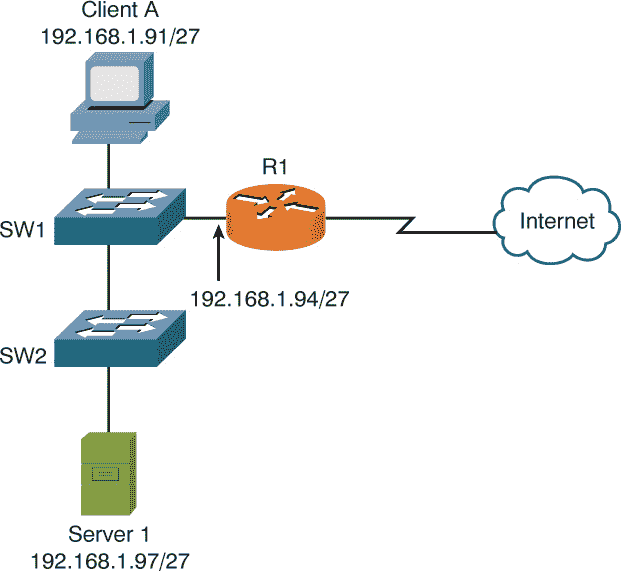 Client A
192.168.1.91/27
R1
SW1
Internet
192.168.1.94/27
SW2
Server 1
192.168.1.97/27